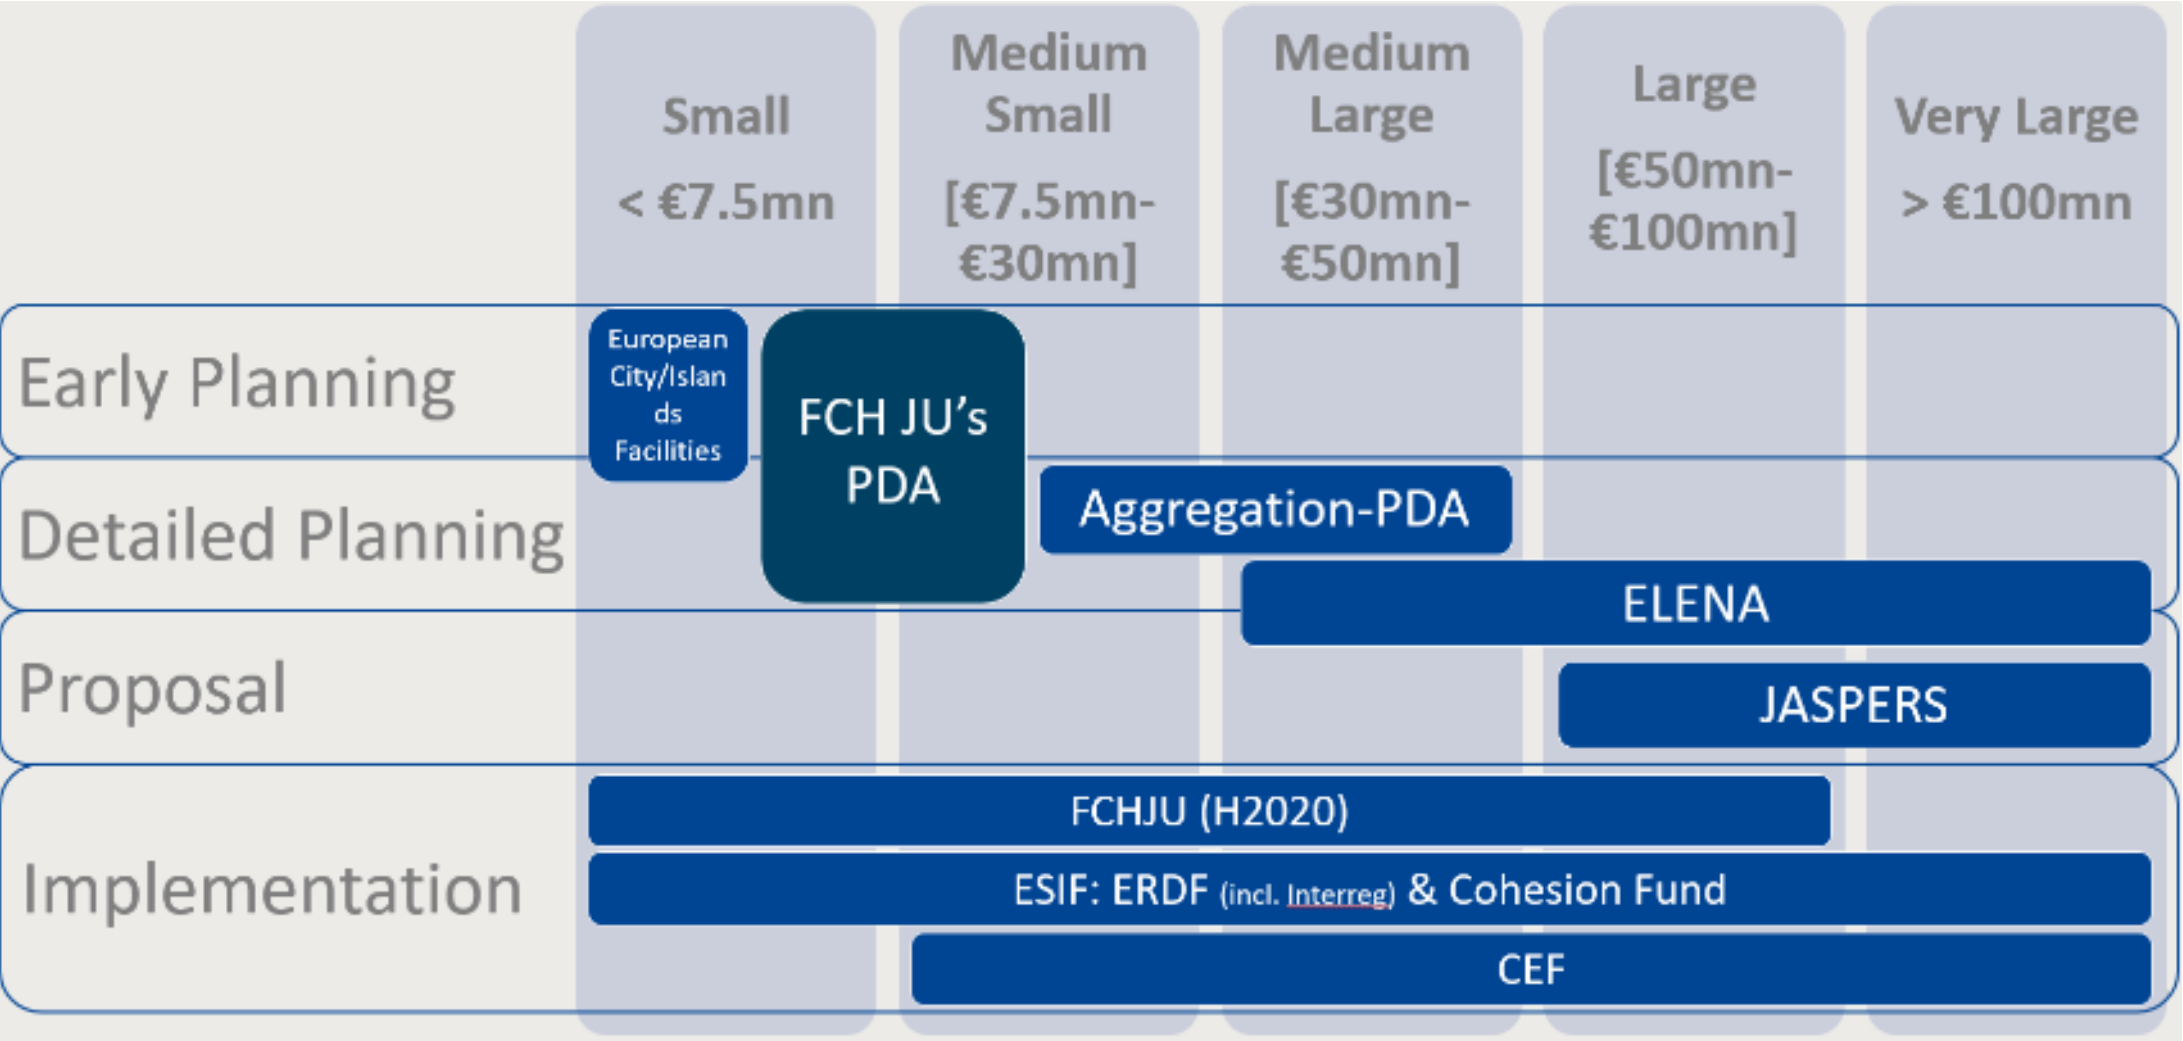 Small
< €7.5mn
Medium
Small
[€7.5mn-
€30mn]
Medium
Large
[€30mn-
€50mn]
Large
[€50mn-
€100mn]
Very Large
> €100mn
Early Planning
European
City/Islan
ds
Facilities
FCH JU’s
PDA
Detailed Planning
Aggregation-PDA
ELENA
Proposal
JASPERS
Implementation
FCHJU (H2020)
ESIF: ERDF (incl. Interreg) & Cohesion Fund
CEF